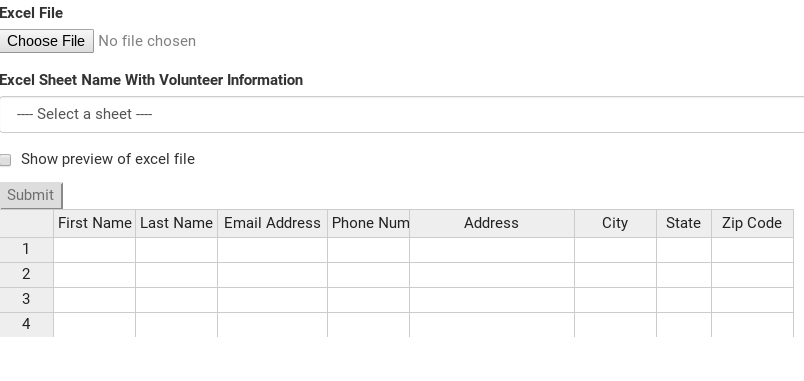 Excel File
Choose File No file chosen
Excel Sheet Name With Volunteer Information
---- Select a sheet ----
Show preview of excel file
Submit
First Name Last Name Email Address Phone Num Address City State Zip Code
1
2
3
4